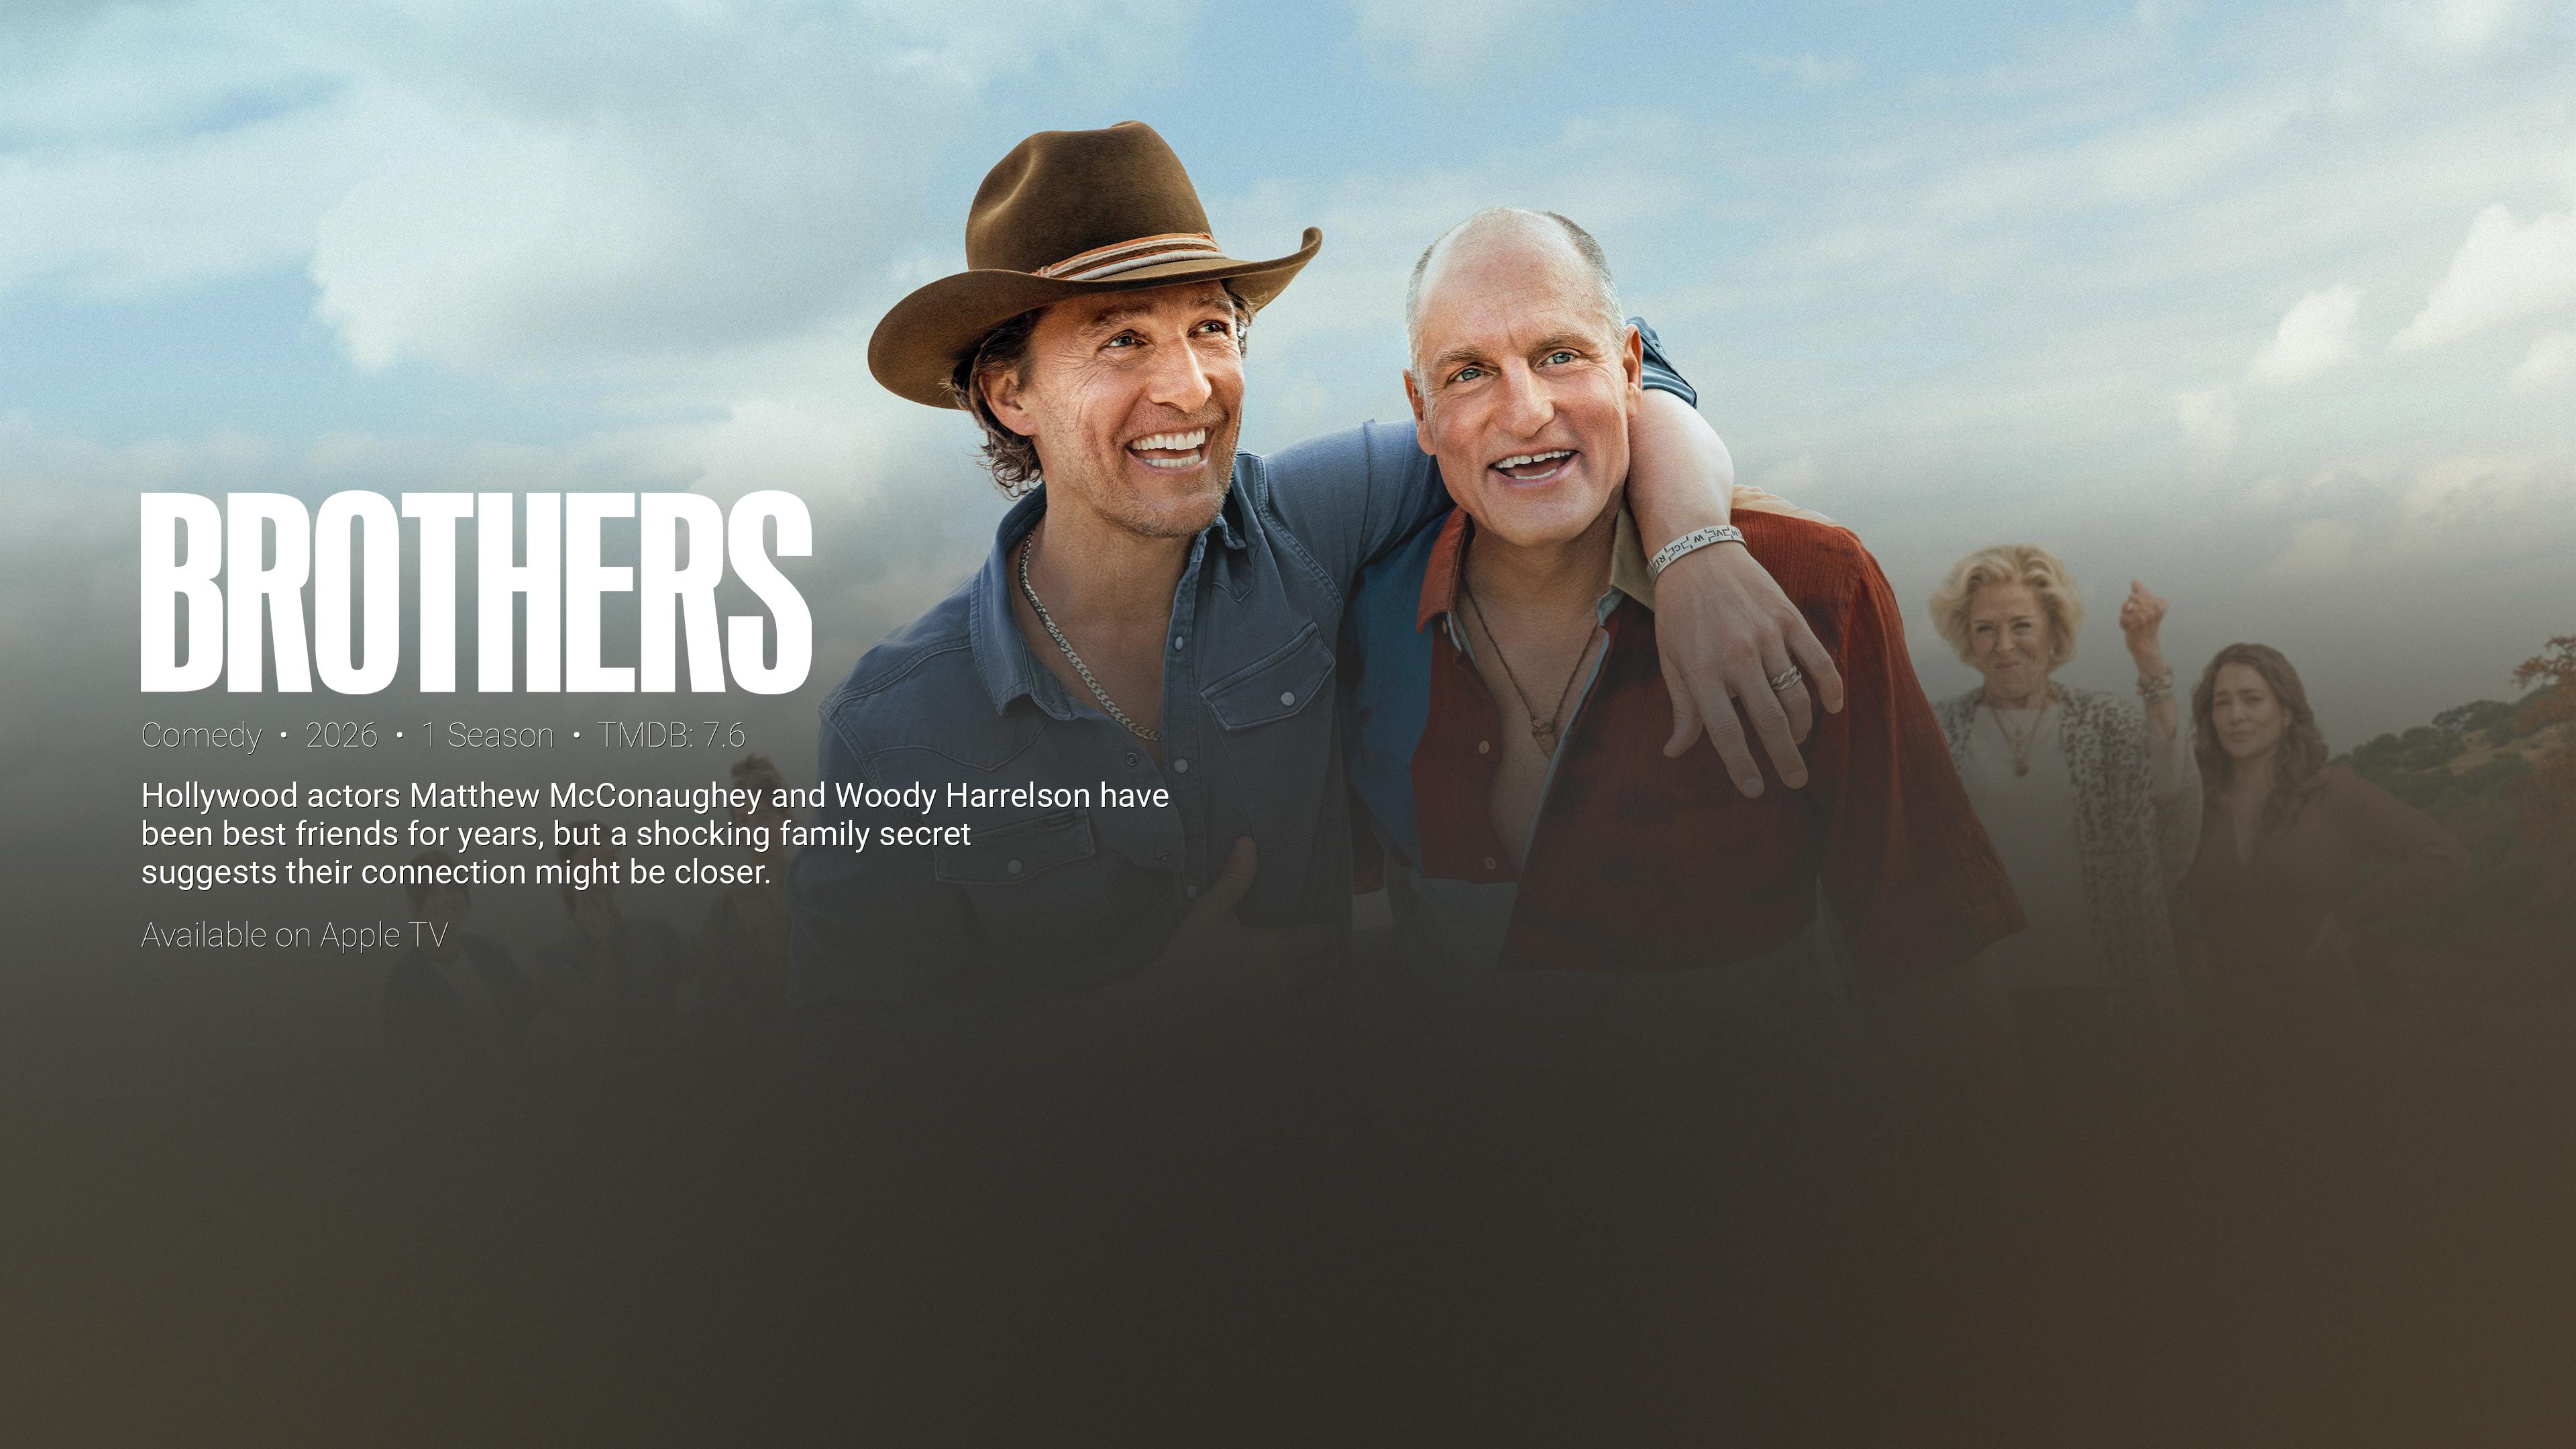 BROTHERS
Comedy • 2026 • 1 Season • TMDB: 7.6
Hollywood actors Matthew McConaughey and Woody Harrelson have
been best friends for years, but a shocking family secret
suggests their connection might be closer.
Available on Apple TV